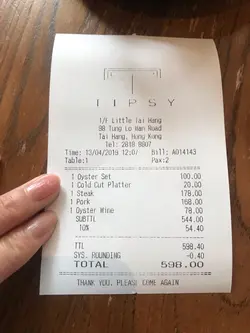 TIPSY
1/F Little Tai Hang
98 Tung Lo Wan Road
Tai Hang, Hong Kong
Tel: 2818 8807
Time: 13/04/2019 12:07 Bill: A014143
Table:1 Pax:2
1 Oyster Set 100.00
1 Cold Cut Platter 20.00
1 Steak 178.00
1 Pork 168.00
1 Oyster Wine 78.00
SUBTTL 544.00
10% 54.40
TTL 598.40
SYS. ROUNDING -0.40
TOTAL 598.00
THANK YOU, PLEASE COME AGAIN